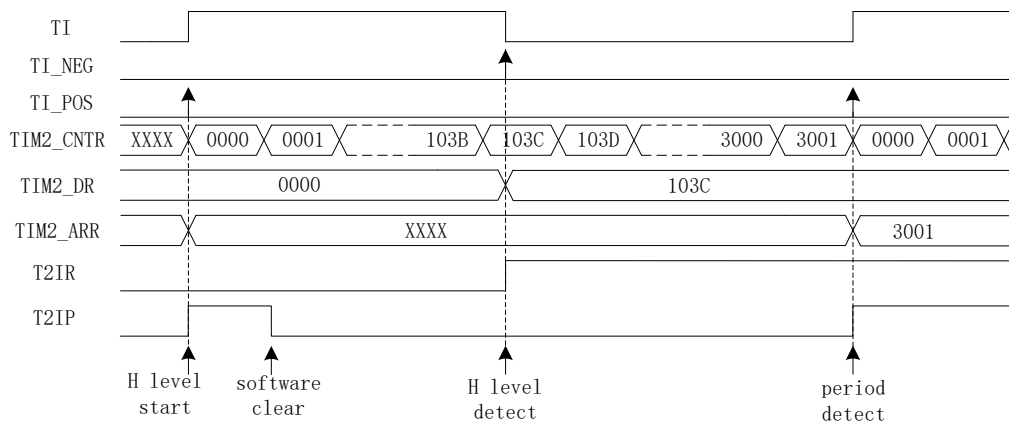 TI
TI_NEG
TI_POS
TIM2_CNTR XXXX 0000 0001 103B 103C 103D 3000 3001 0000 0001
TIM2_DR 0000 103C
TIM2_ARR XXXX 3001
T2IR
T2IP
H level
start
software
clear
H level
detect
period
detect